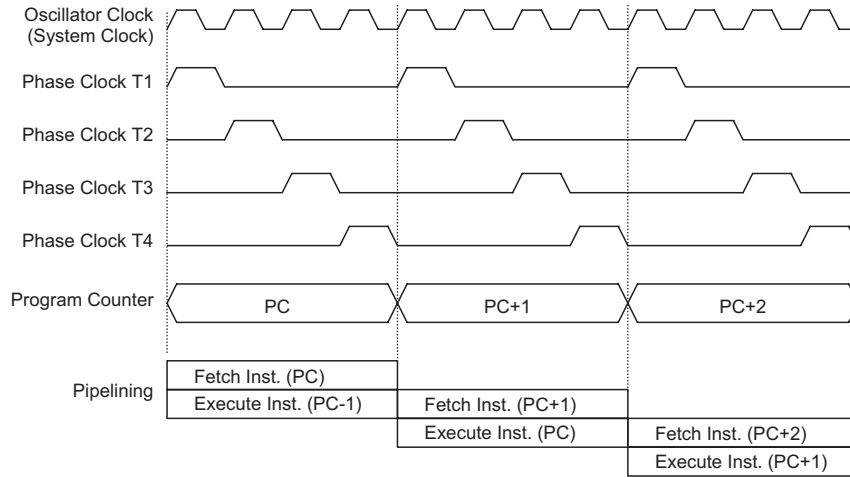 Oscillator Clock
(System Clock)
Phase Clock T1
Phase Clock T2
Phase Clock T3
Phase Clock T4
Program Counter
PC
PC+1
PC+2
Pipelining
Fetch Inst. (PC)
Execute Inst. (PC-1)
Fetch Inst. (PC+1)
Execute Inst. (PC)
Fetch Inst. (PC+2)
Execute Inst. (PC+1)